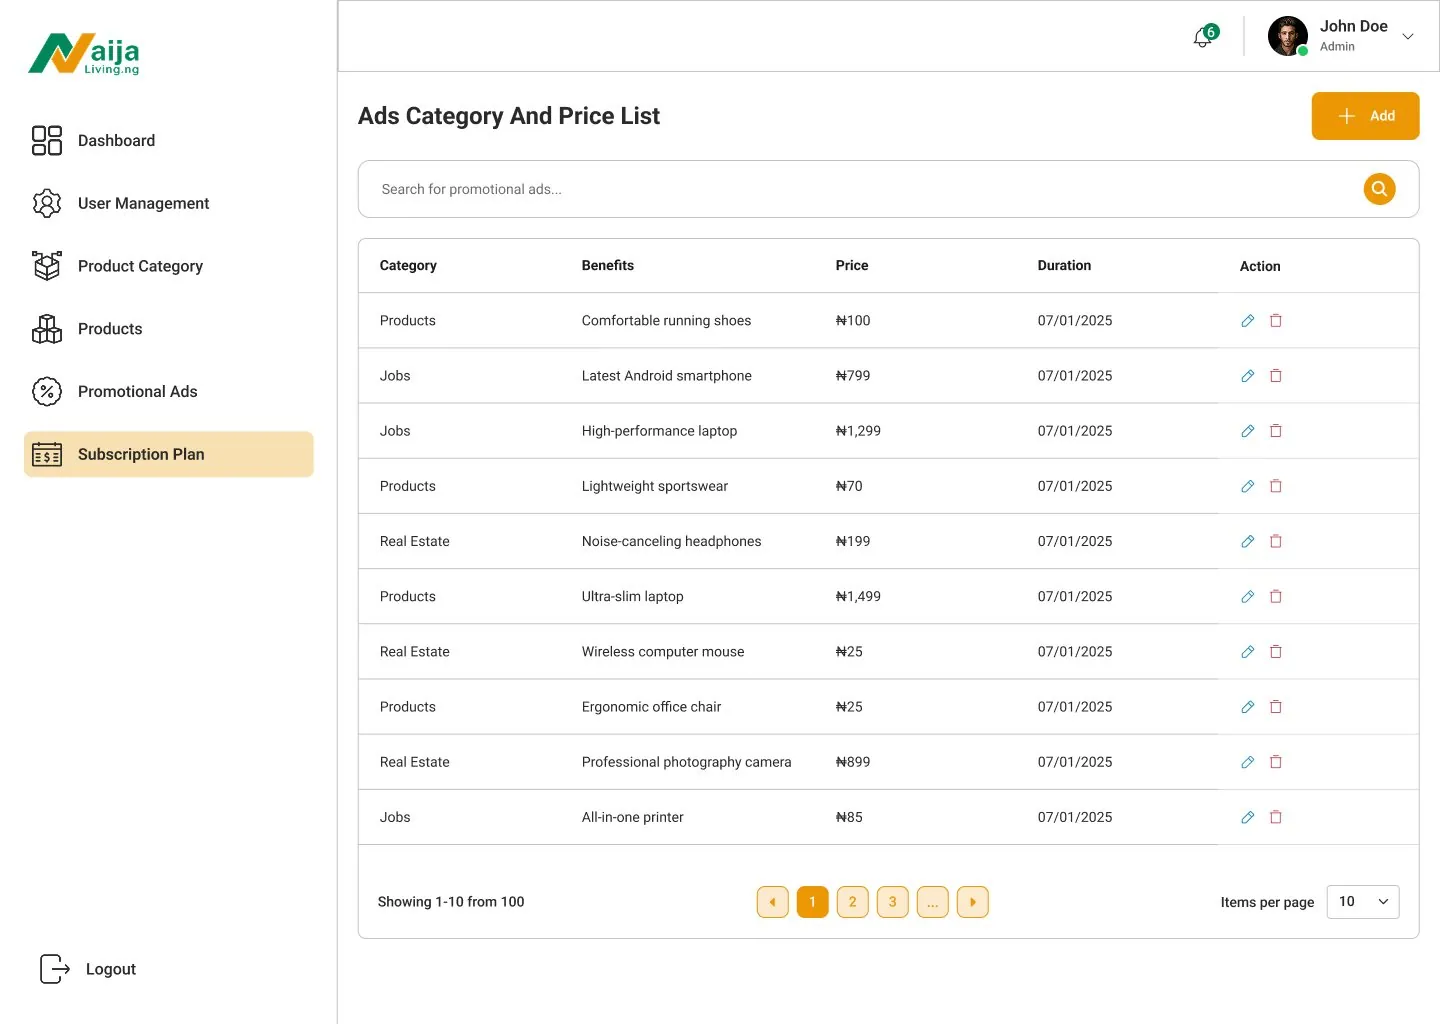 Naija
Living.ng
Dashboard
User Management
Product Category
Products
Promotional Ads
Subscription Plan
Logout
6
John Doe
Admin
Ads Category And Price List
Add
Search for promotional ads...
Category Benefits Price Duration Action
Products Comfortable running shoes ₦100 07/01/2025
Jobs Latest Android smartphone ₦799 07/01/2025
Jobs High-performance laptop ₦1,299 07/01/2025
Products Lightweight sportswear ₦70 07/01/2025
Real Estate Noise-canceling headphones ₦199 07/01/2025
Products Ultra-slim laptop ₦1,499 07/01/2025
Real Estate Wireless computer mouse ₦25 07/01/2025
Products Ergonomic office chair ₦25 07/01/2025
Real Estate Professional photography camera ₦899 07/01/2025
Jobs All-in-one printer ₦85 07/01/2025
Showing 1-10 from 100 1 2 3 ... Items per page 10